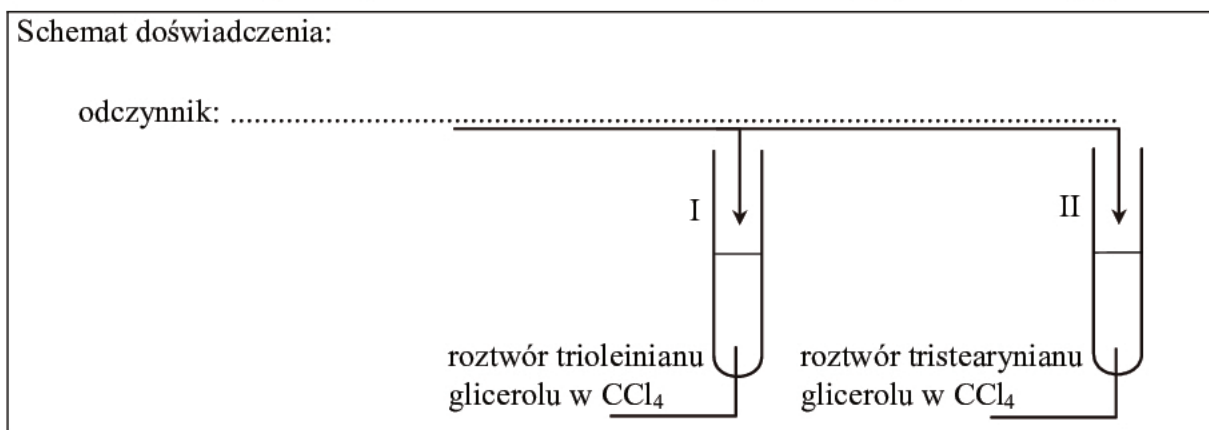 Schemat doświadczenia:
odczynnik: ...............................................................................................................
I
II
roztwór trioleinianu
glicerolu w CCl₄
roztwór tristearynianu
glicerolu w CCl₄